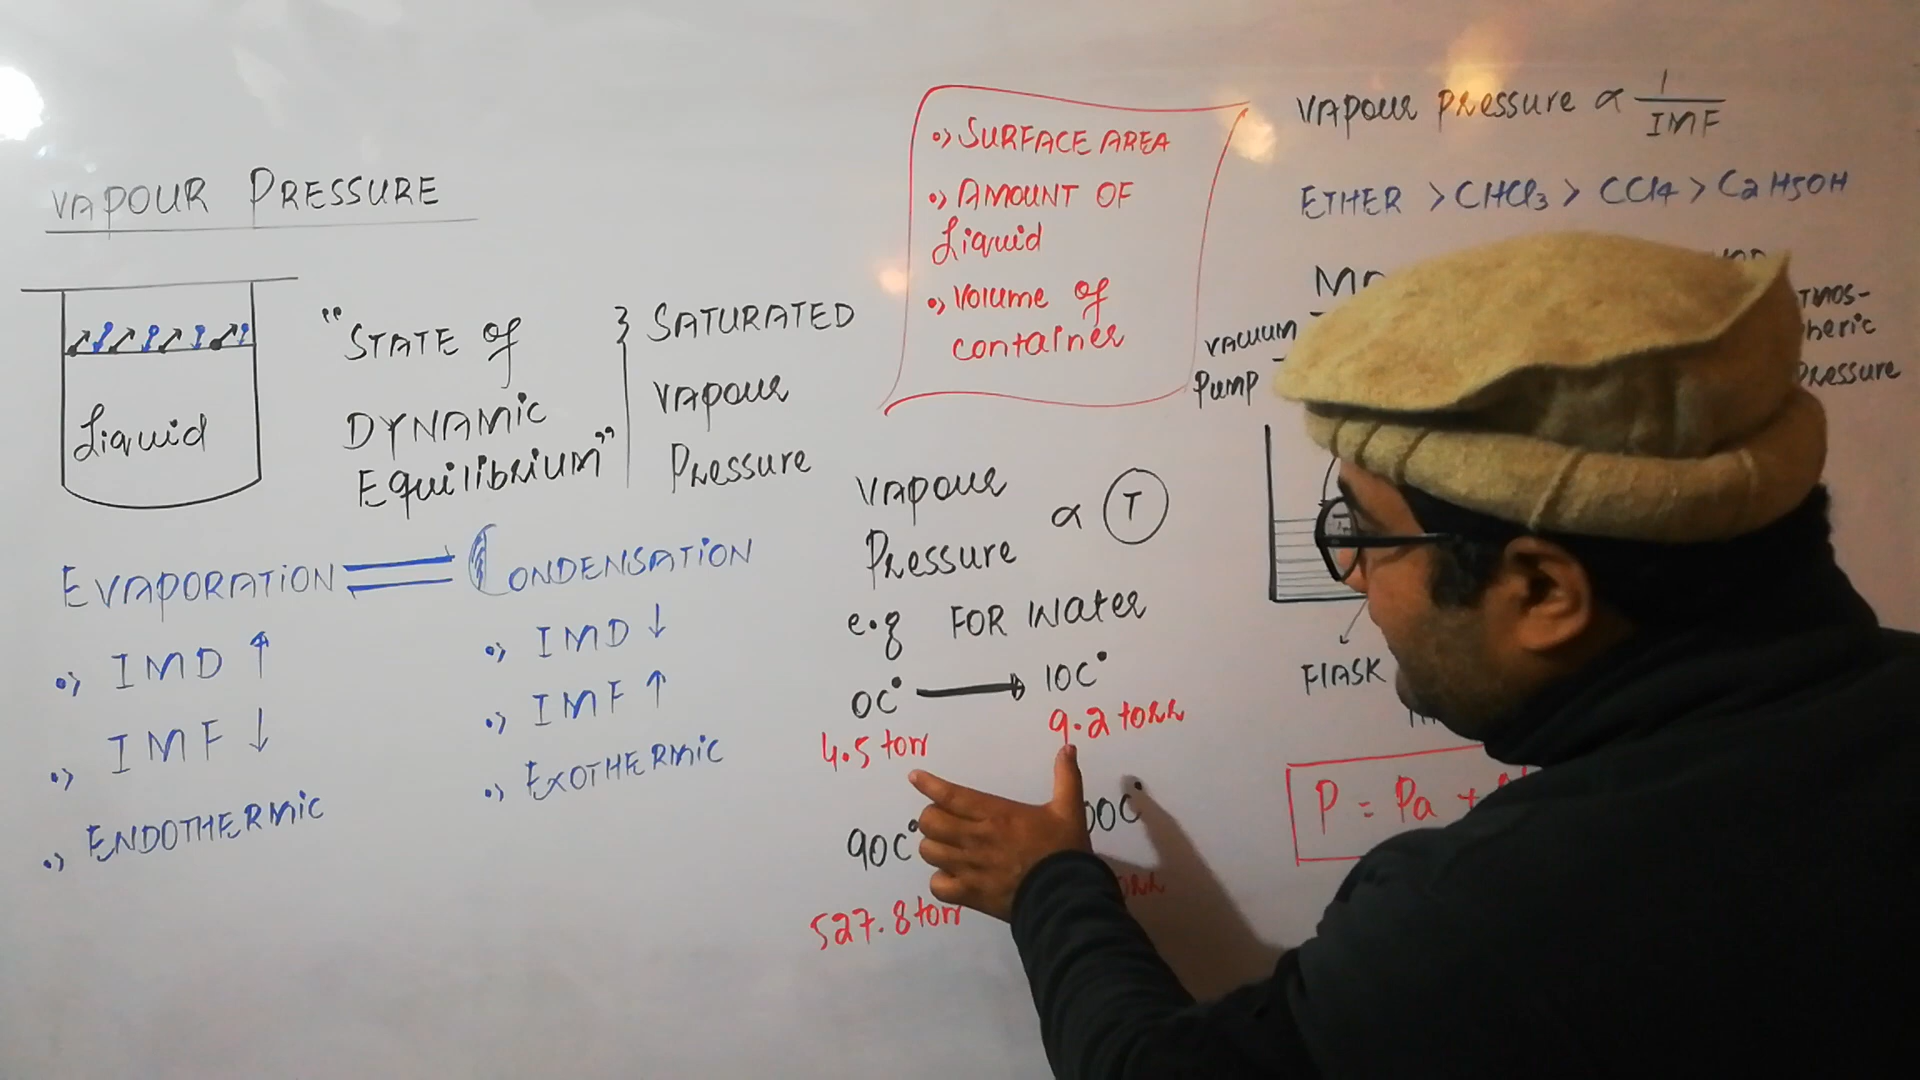 VAPOUR PRESSURE
Liquid
"STATE OF
DYNAMIC
EQUILIBRIUM"
SATURATED
VAPOUR
PRESSURE
EVAPORATION
CONDENSATION
IMD ↑
IMF ↓
ENDOTHERMIC
IMD ↓
IMF ↑
EXOTHERMIC
SURFACE AREA
AMOUNT OF
Liquid
VOLUME OF
CONTAINER
VAPOUR
PRESSURE ∝ T
e.g FOR WATER
0C° → 10C°
4.5 torr 9.2 torr
90C°
527.8 torr
VAPOUR PRESSURE ∝ 1/IMF
ETHER > CHCl3 > CCl4 > C2H5OH
VACUUM
PUMP
PRESSURE
FLASK
P = Pa +